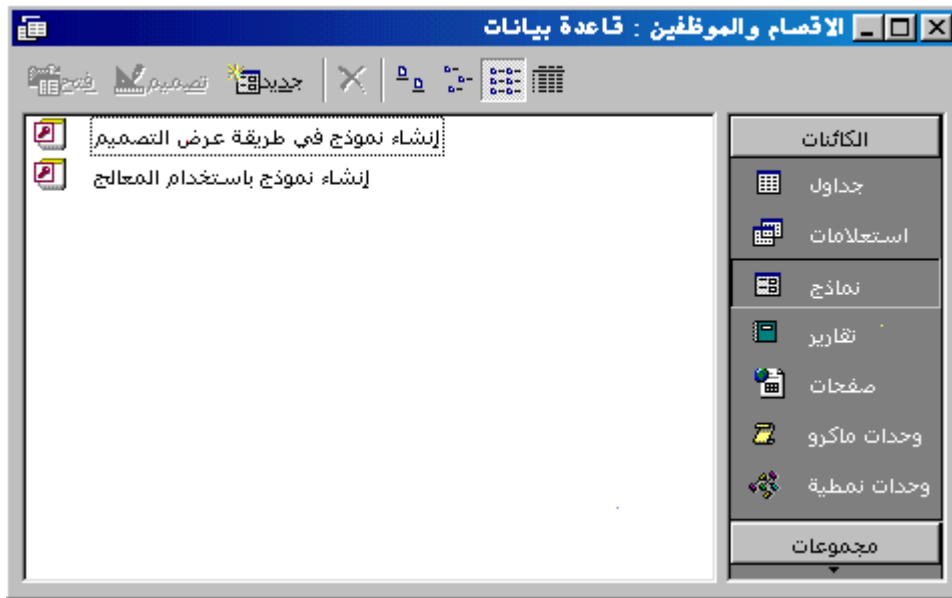 الاقسام والموظفين : قاعدة بيانات
جديد تصميم فتح
الكائنات
جداول
استعلامات
نماذج
تقارير
صفحات
وحدات ماكرو
وحدات نمطية
مجموعات
إنشاء نموذج في طريقة عرض التصميم
إنشاء نموذج باستخدام المعالج